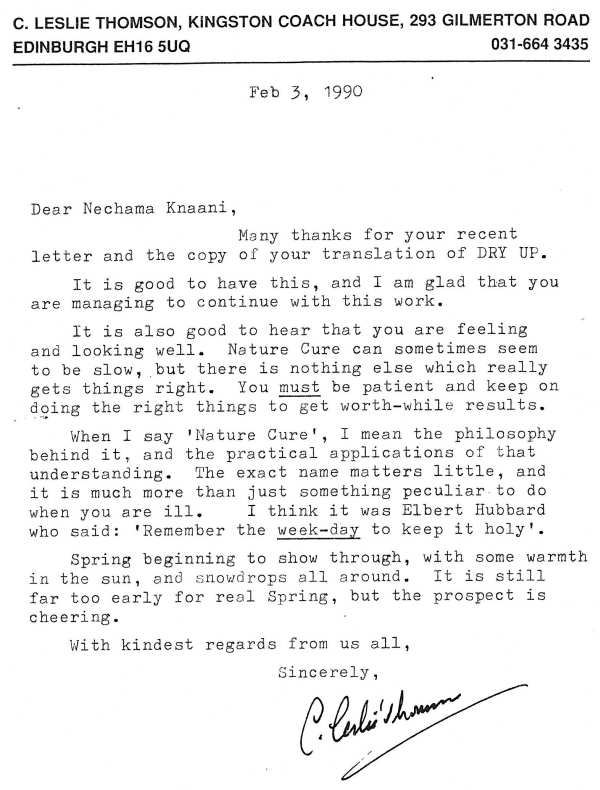 C. LESLIE THOMSON, KINGSTON COACH HOUSE, 293 GILMERTON ROAD
EDINBURGH EH16 5UQ 031-664 3435
Feb 3, 1990
Dear Nechama Knaani,
Many thanks for your recent
letter and the copy of your translation of DRY UP.
It is good to have this, and I am glad that you
are managing to continue with this work.
It is also good to hear that you are feeling
and looking well. Nature Cure can sometimes seem
to be slow, but there is nothing else which really
gets things right. You must be patient and keep on
doing the right things to get worth-while results.
When I say 'Nature Cure', I mean the philosophy
behind it, and the practical applications of that
understanding. The exact name matters little, and
it is much more than just something peculiar to do
when you are ill. I think it was Elbert Hubbard
who said: 'Remember the week-day to keep it holy'.
Spring beginning to show through, with some warmth
in the sun, and snowdrops all around. It is still
far too early for real Spring, but the prospect is
cheering.
With kindest regards from us all,
Sincerely,
C. Leslie Thomson